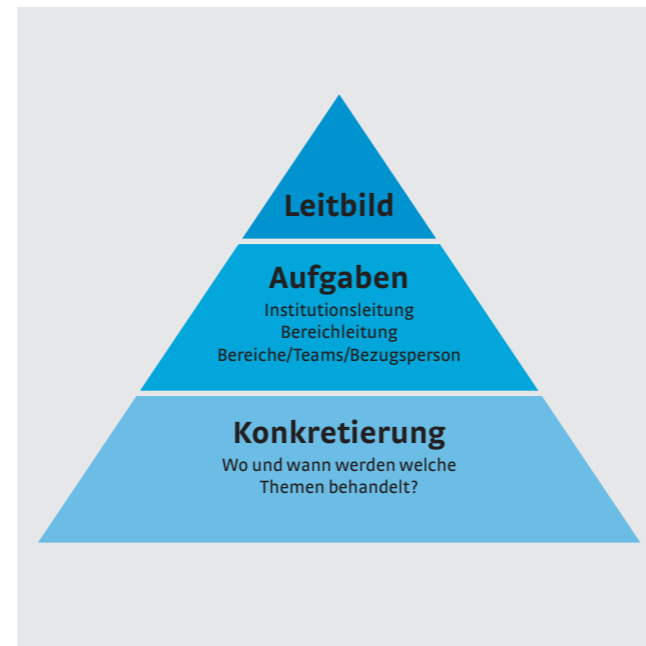 Leitbild
Aufgaben
Institutionsleitung
Bereichleitung
Bereiche/Teams/Bezugsperson
Konkretierung
Wo und wann werden welche
Themen behandelt?